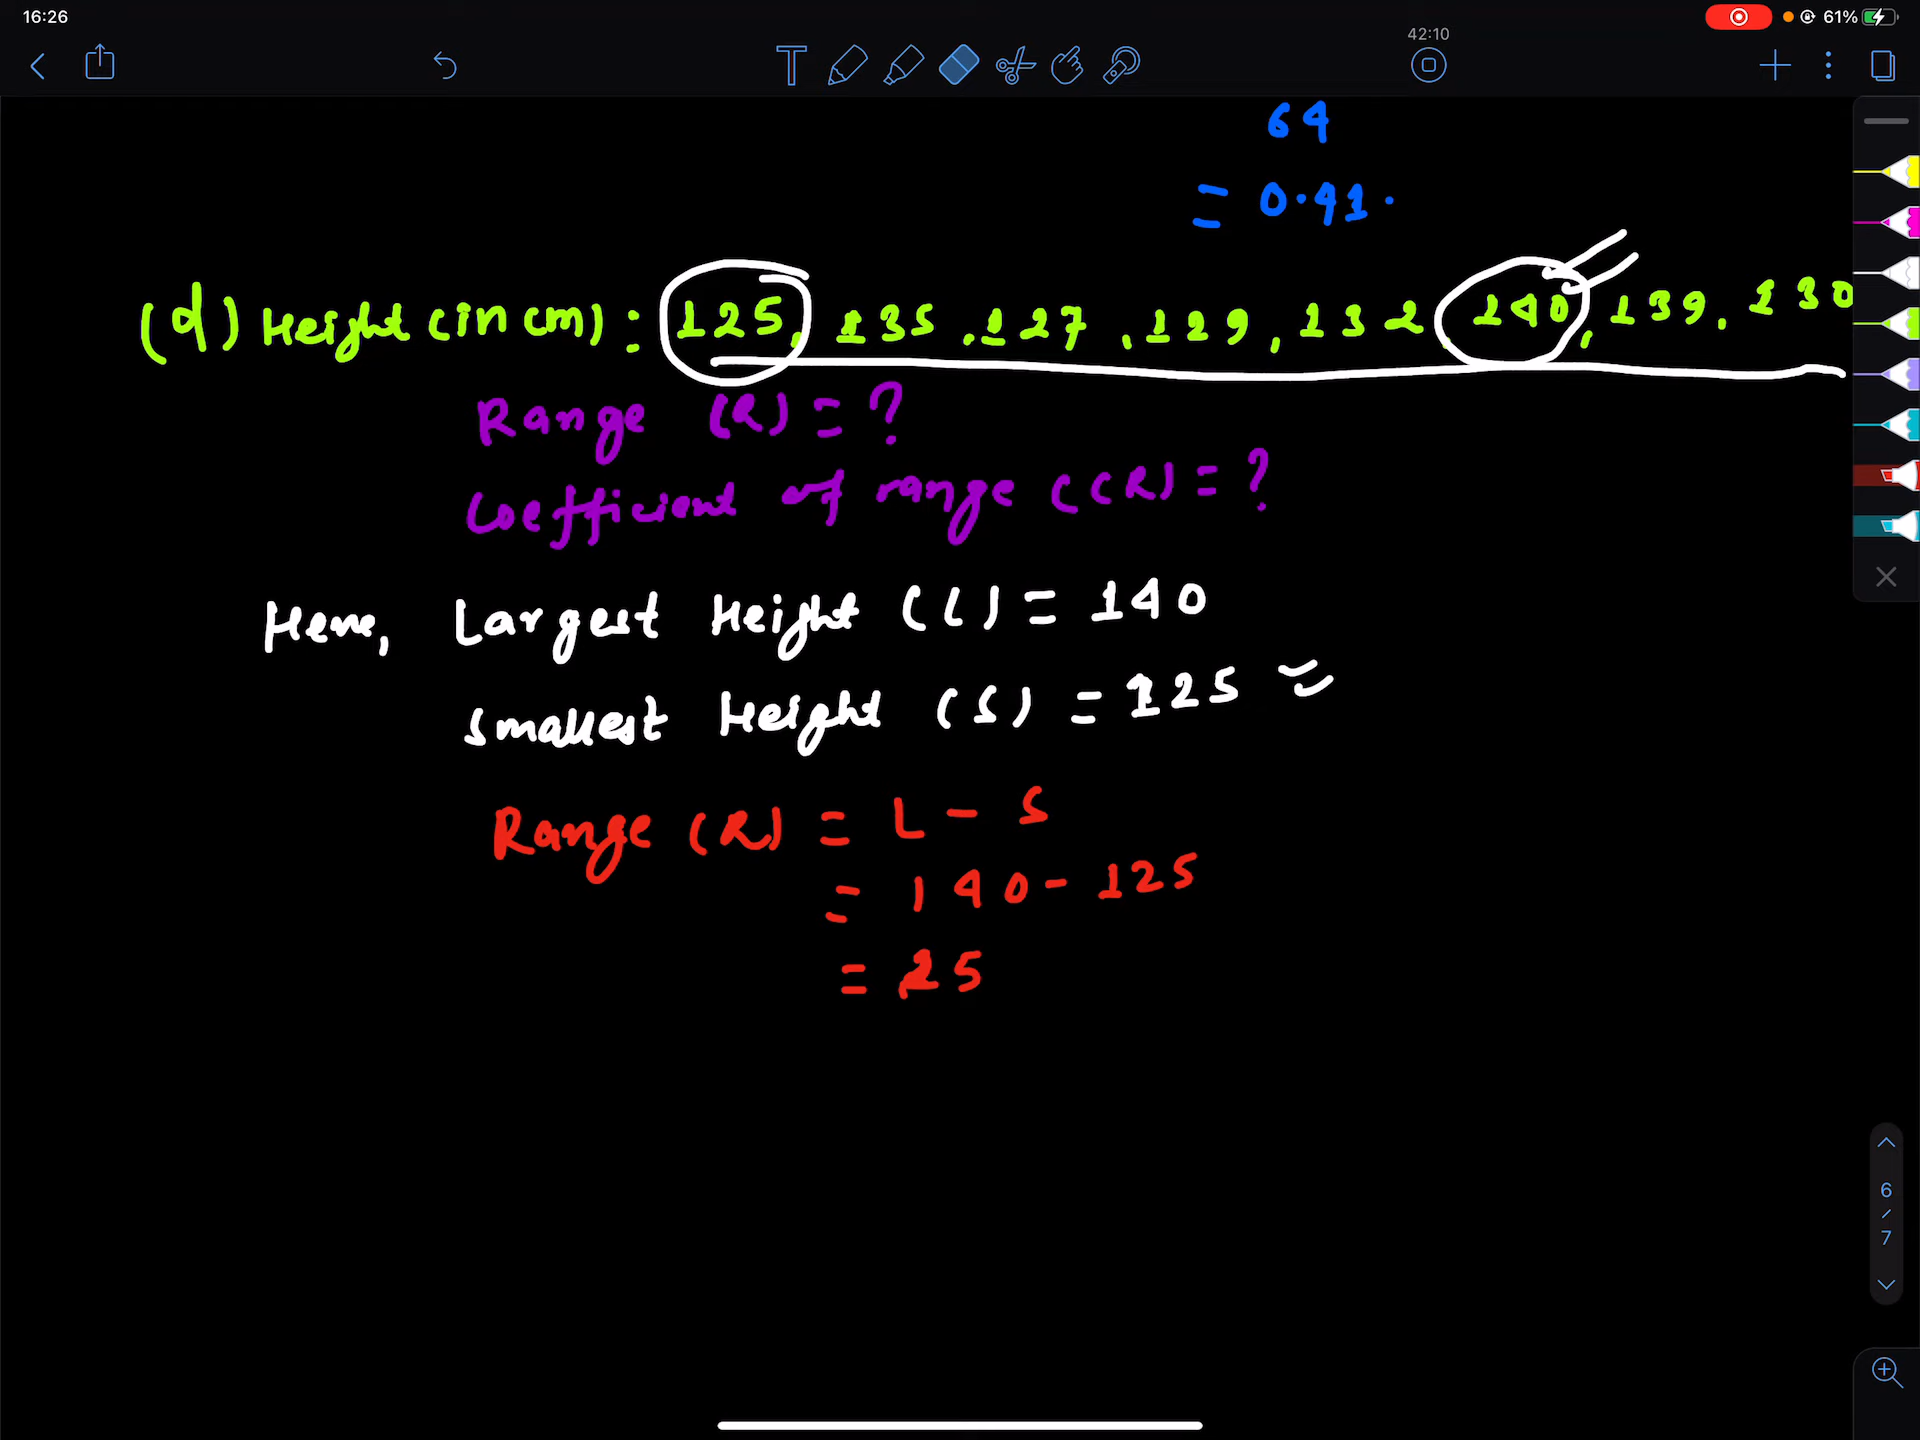 16:26
61%
42:10
64
= 0.41.
(d) Height (in cm): 125, 135, 127, 129, 132, 140, 139, 130
Range (R) = ?
Coefficient of range (CR) = ?
Here, Largest Height (L) = 140
Smallest Height (S) = 125
Range (R) = L - S
= 140 - 125
= 25
6
/
7